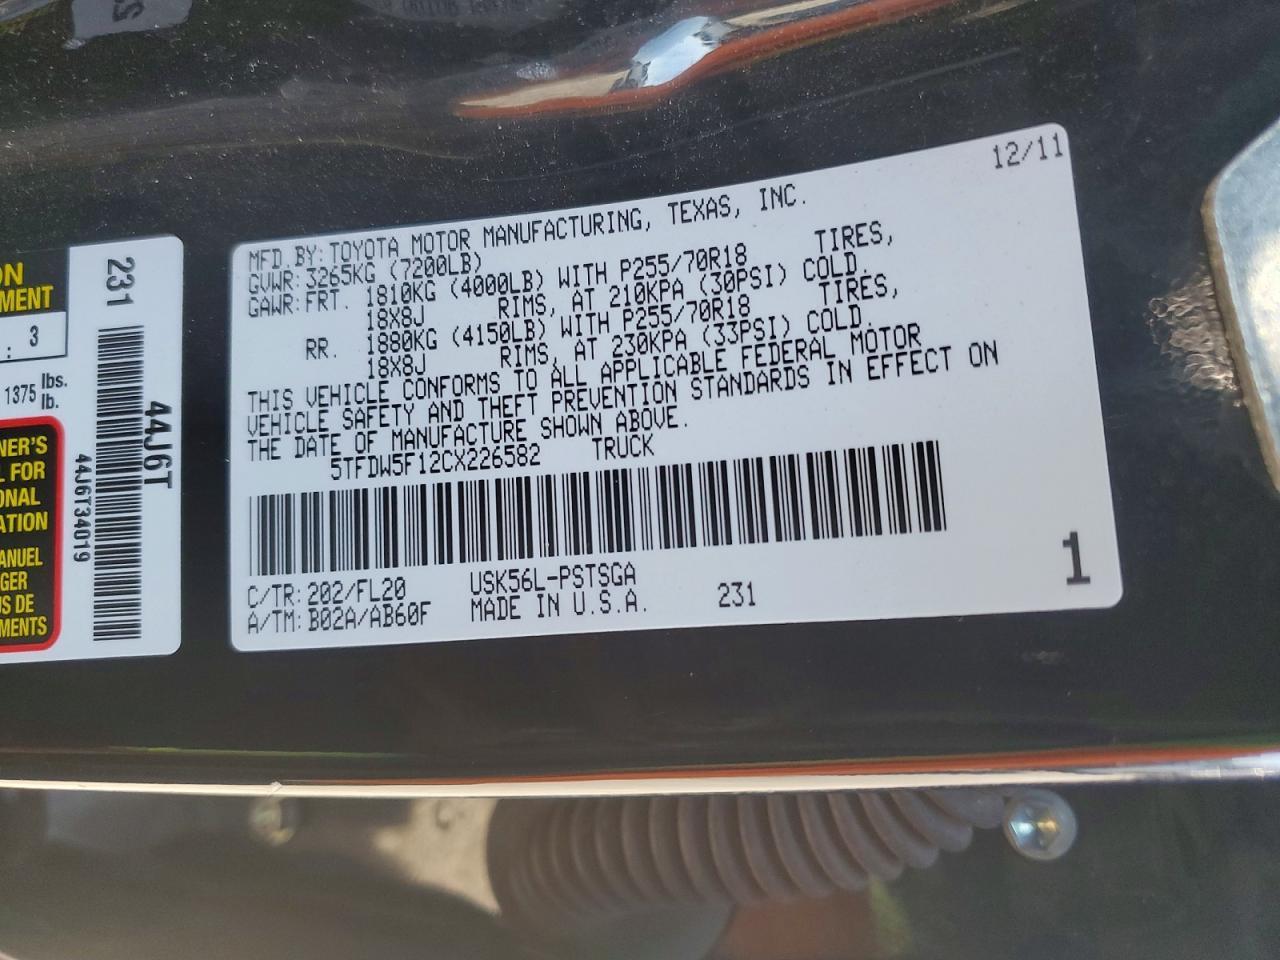 12/11
MFD.BY: TOYOTA MOTOR MANUFACTURING, TEXAS, INC.
GVWR: 3265KG (7200LB)
GAWR: FRT. 1810KG (4000LB) WITH P255/70R18 TIRES,
18X8J RIMS, AT 210KPA (30PSI) COLD.
RR. 1880KG (4150LB) WITH P255/70R18 TIRES,
18X8J RIMS, AT 230KPA (33PSI) COLD.
THIS VEHICLE CONFORMS TO ALL APPLICABLE FEDERAL MOTOR
VEHICLE SAFETY AND THEFT PREVENTION STANDARDS IN EFFECT ON
THE DATE OF MANUFACTURE SHOWN ABOVE.
5TFDW5F12CX226582 TRUCK
C/TR: 202/FL20 USK56L-PSTSGA
A/TM: B02A/AB60F MADE IN U.S.A. 231
1
ON
MENT
: 3
1375 lbs.
lb.
NER'S
L FOR
ONAL
ATION
ANUEL
GER
US DE
MENTS
231
44J6T
44J6T34019